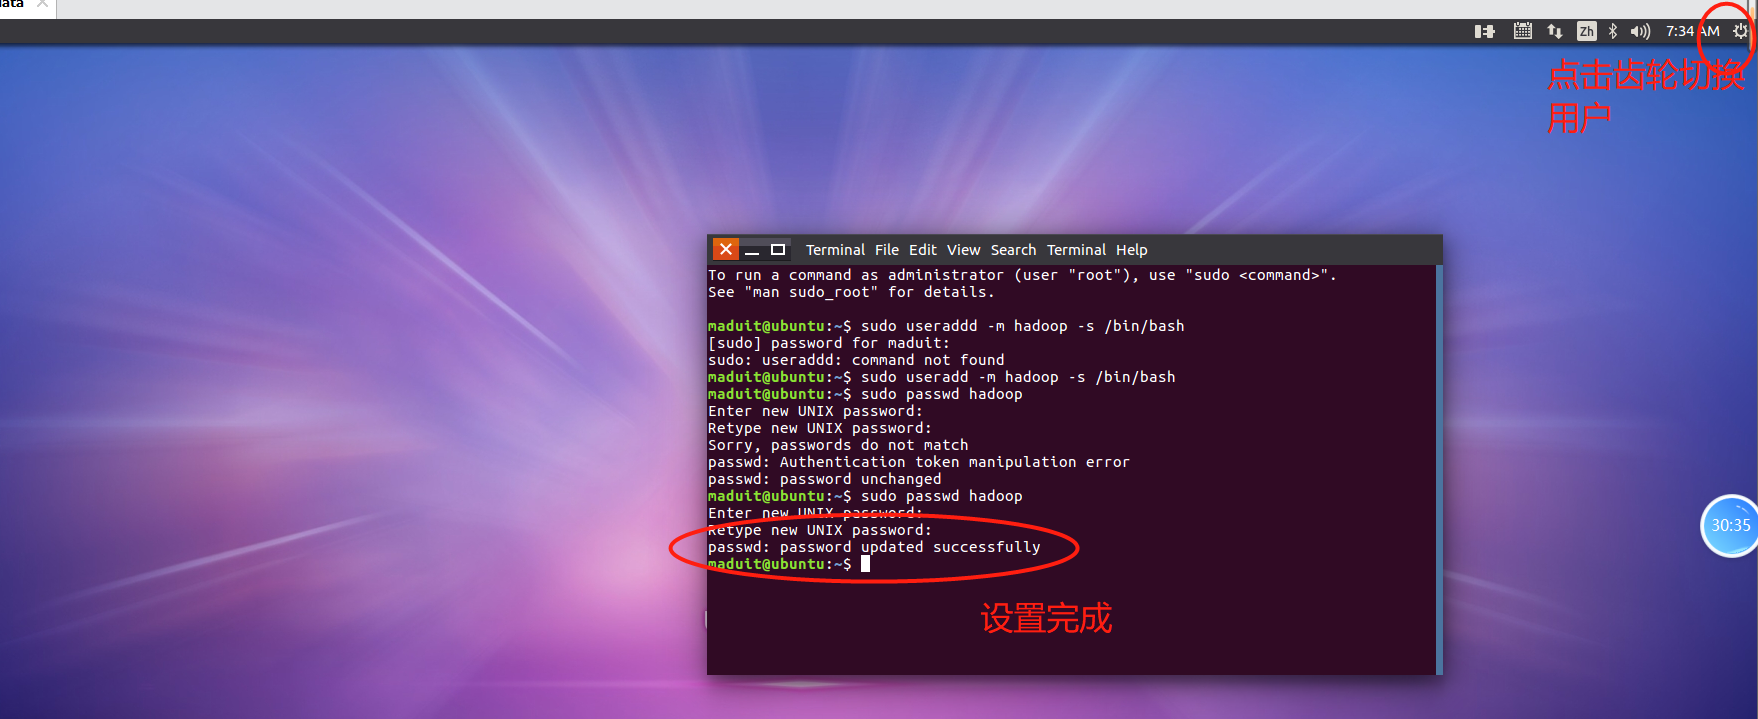 data
Zh
7:34 AM
点击齿轮切换
用户
Terminal File Edit View Search Terminal Help
To run a command as administrator (user "root"), use "sudo <command>".
See "man sudo_root" for details.
maduit@ubuntu:~$ sudo useraddd -m hadoop -s /bin/bash
[sudo] password for maduit:
sudo: useraddd: command not found
maduit@ubuntu:~$ sudo useradd -m hadoop -s /bin/bash
maduit@ubuntu:~$ sudo passwd hadoop
Enter new UNIX password:
Retype new UNIX password:
Sorry, passwords do not match
passwd: Authentication token manipulation error
passwd: password unchanged
maduit@ubuntu:~$ sudo passwd hadoop
Enter new UNIX password:
Retype new UNIX password:
passwd: password updated successfully
maduit@ubuntu:~$
设置完成
30:35